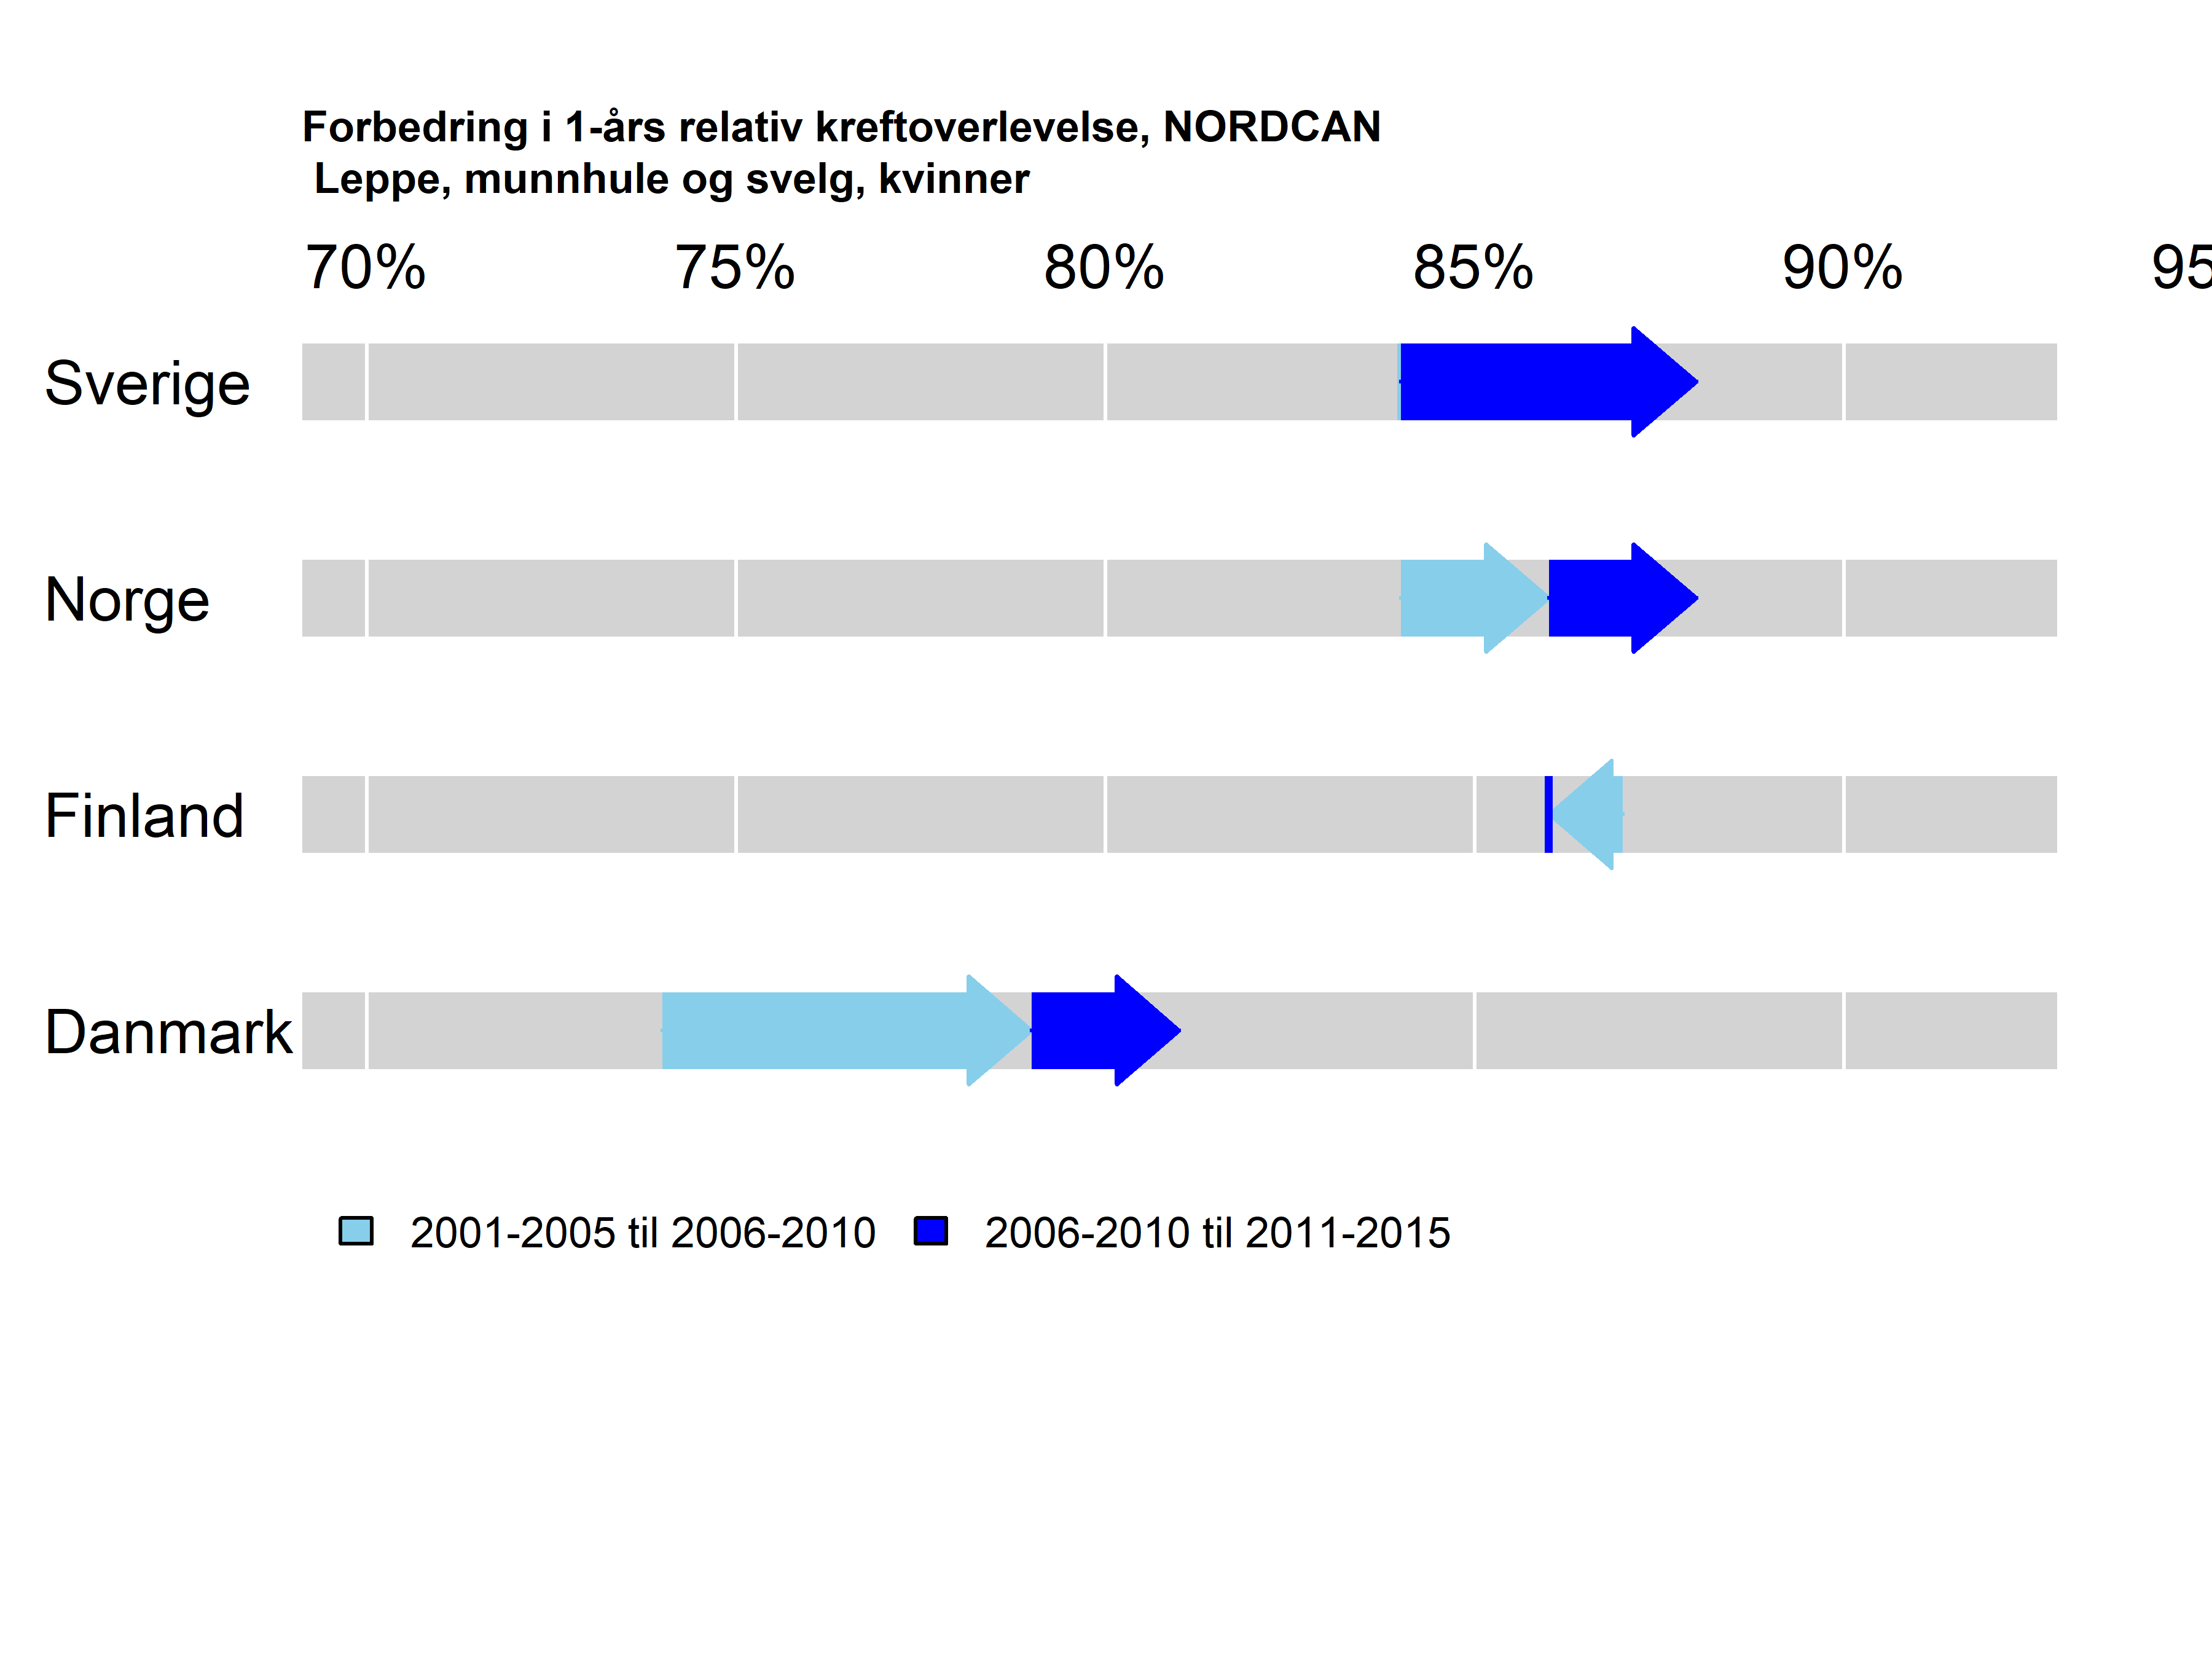 Forbedring i 1-års relativ kreftoverlevelse, NORDCAN
Leppe, munnhule og svelg, kvinner
70% 75% 80% 85% 90% 95
Sverige
Norge
Finland
Danmark
2001-2005 til 2006-2010 2006-2010 til 2011-2015